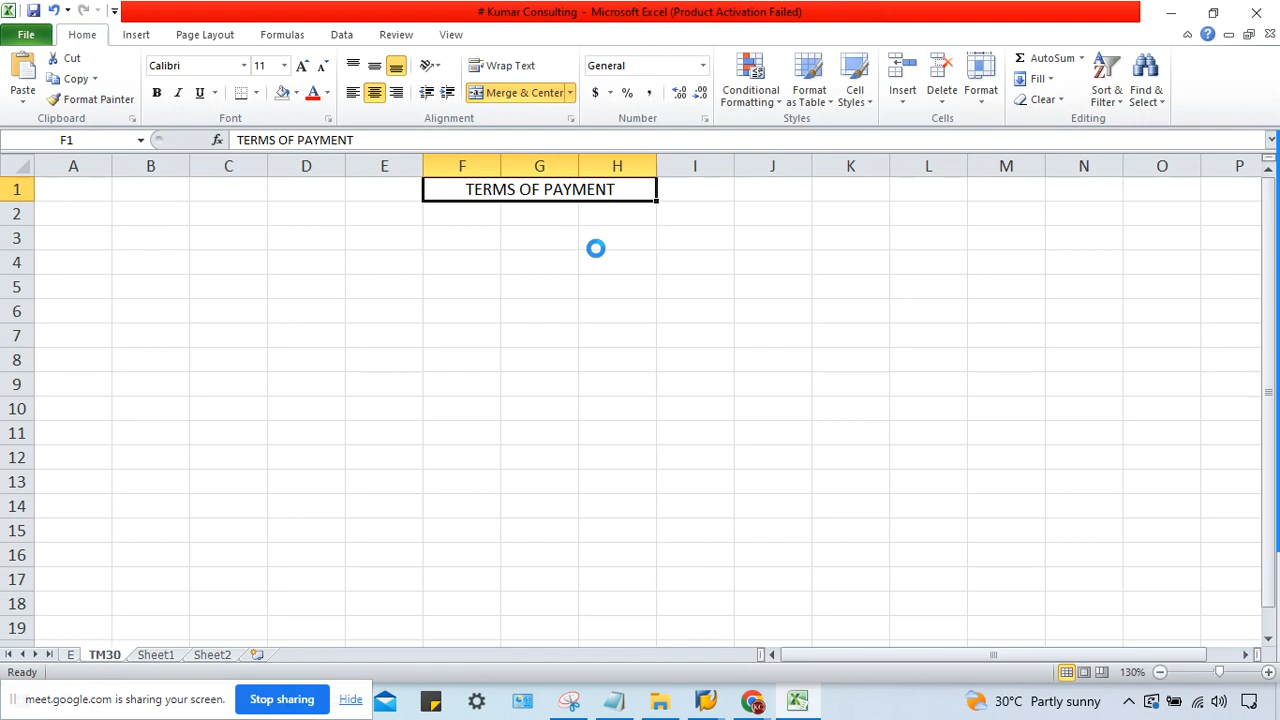 # Kumar Consulting - Microsoft Excel (Product Activation Failed)
File Home Insert Page Layout Formulas Data Review View
Paste Cut Copy Format Painter
Calibri 11
B I U A
Wrap Text
Merge & Center
General
$ % ,
Conditional Formatting Format as Table Cell Styles
Insert Delete Format
Σ AutoSum Fill Clear
Sort & Filter Find & Select
Clipboard Font Alignment Number Styles Cells Editing
F1 fx TERMS OF PAYMENT
A B C D E F G H I J K L M N O P
1 TERMS OF PAYMENT
2
3
4
5
6
7
8
9
10
11
12
13
14
15
16
17
18
19
E TM30 Sheet1 Sheet2
Ready 130%
meet.google.com is sharing your screen. Stop sharing Hide
30°C Partly sunny